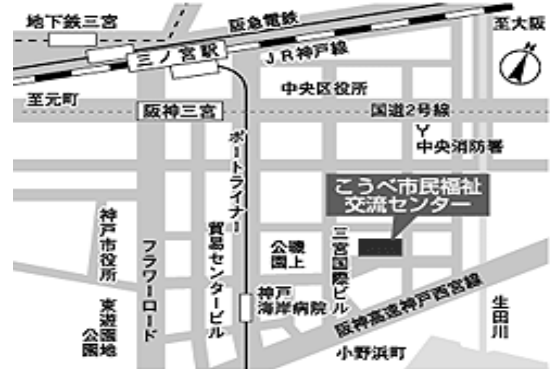 地下鉄三宮
阪急電鉄
至大阪
三ノ宮駅
JR神戸線
N
至元町
中央区役所
阪神三宮
国道2号線
Y
中央消防署
ポートライナー
こうべ市民福祉
交流センター
神戸市役所
フラワーロード
貿易センタービル
磯上
公園
三宮国際ビル
神戸
海岸病院
阪神高速神戸西宮線
生田川
東遊園地
公園
小野浜町